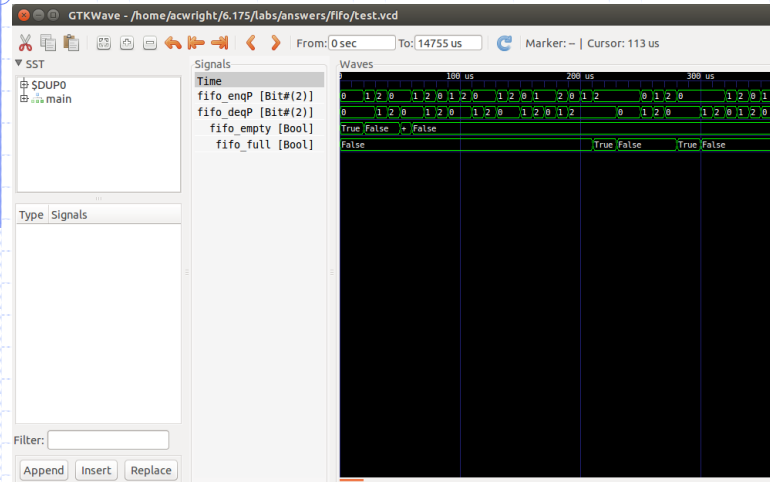 GTKWave - /home/acwright/6.175/labs/answers/fifo/test.vcd
From: 0 sec To: 14755 us Marker: -- | Cursor: 113 us
SST
$DUP0
main
Type Signals
Filter:
Append Insert Replace
Signals
Time
fifo_enqP [Bit#(2)]
fifo_deqP [Bit#(2)]
fifo_empty [Bool]
fifo_full [Bool]
Waves
0 100 us 200 us 300 us
0 1 2 0 1 2 0 1 2 0 1 2 0 1 2 0 1 2 0 1 2 0 1 2 0 1
0 1 2 0 1 2 0 1 2 0 1 2 0 1 2 0 1 2 0 1 2 0 1 2 0
True False + False
False True False True False